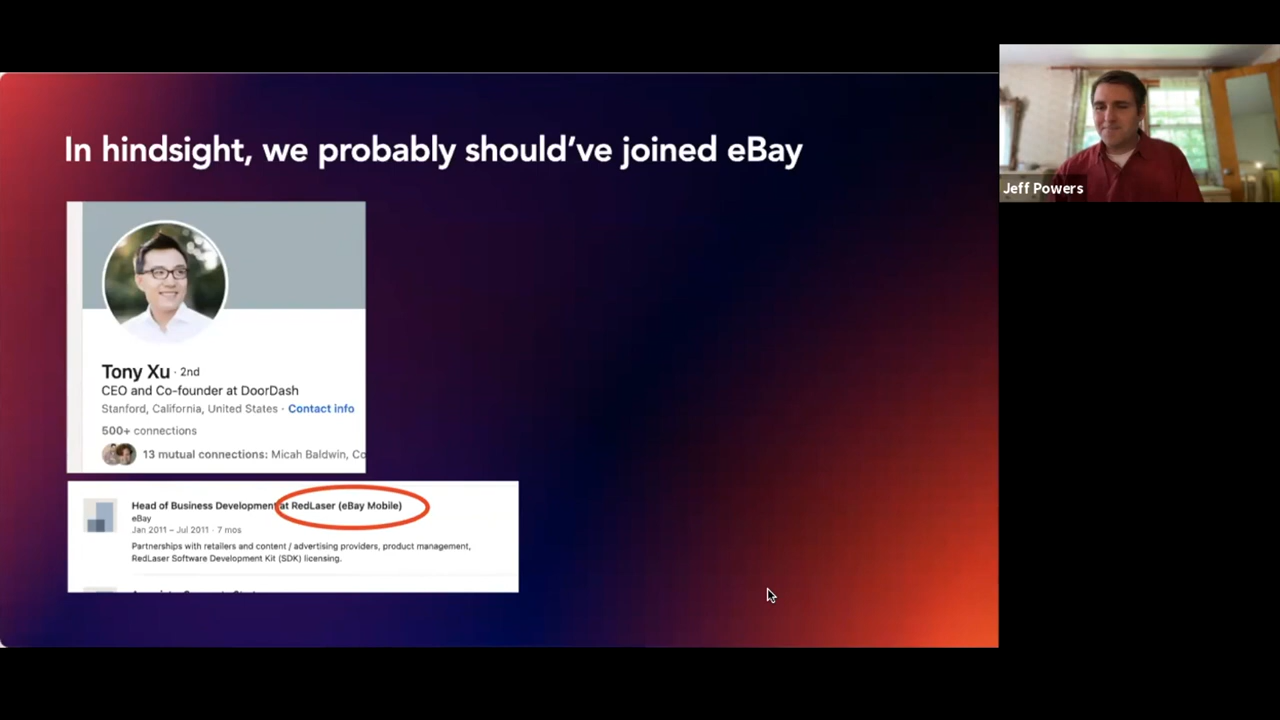 In hindsight, we probably should've joined eBay
Jeff Powers
Tony Xu · 2nd
CEO and Co-founder at DoorDash
Stanford, California, United States · Contact info
500+ connections
13 mutual connections: Micah Baldwin, Co
Head of Business Development at RedLaser (eBay Mobile)
eBay
Jan 2011 – Jul 2011 · 7 mos
Partnerships with retailers and content / advertising providers, product management,
RedLaser Software Development Kit (SDK) licensing.